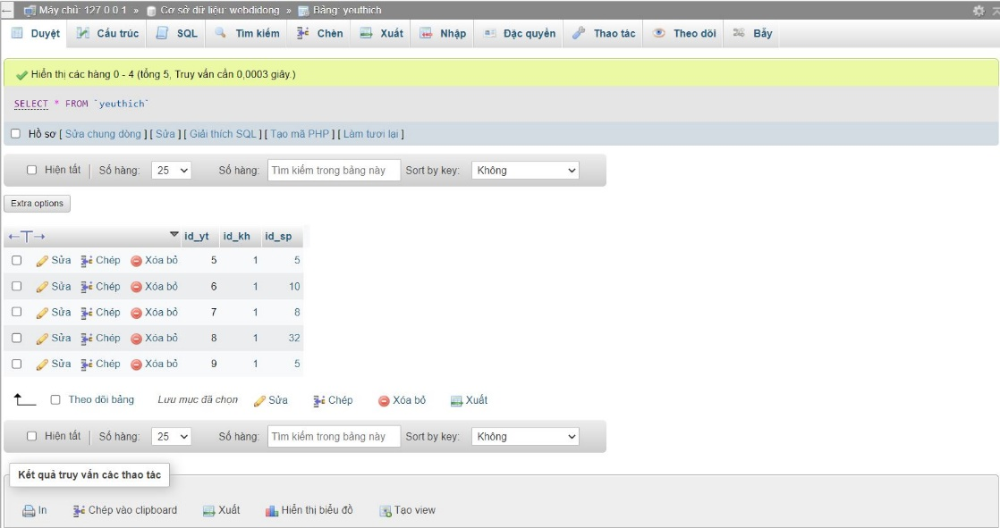 Máy chủ: 127.0.0.1 » Cơ sở dữ liệu: webdidong » Bảng: yeuthich
Duyệt Cấu trúc SQL Tìm kiếm Chèn Xuất Nhập Đặc quyền Thao tác Theo dõi Bẫy
Hiển thị các hàng 0 - 4 (tổng 5, Truy vấn cần 0,0003 giây.)
SELECT * FROM `yeuthich`
Hồ sơ [ Sửa chung dòng ] [ Sửa ] [ Giải thích SQL ] [ Tạo mã PHP ] [ Làm tươi lại ]
Hiện tất | Số hàng: 25 Số hàng: Tìm kiếm trong bảng này Sort by key: Không
Extra options
←T→ id_yt id_kh id_sp
Sửa Chép Xóa bỏ 5 1 5
Sửa Chép Xóa bỏ 6 1 10
Sửa Chép Xóa bỏ 7 1 8
Sửa Chép Xóa bỏ 8 1 32
Sửa Chép Xóa bỏ 9 1 5
Theo dõi bảng Lưu mục đã chọn Sửa Chép Xóa bỏ Xuất
Hiện tất | Số hàng: 25 Số hàng: Tìm kiếm trong bảng này Sort by key: Không
Kết quả truy vấn các thao tác
In Chép vào clipboard Xuất Hiển thị biểu đồ Tạo view